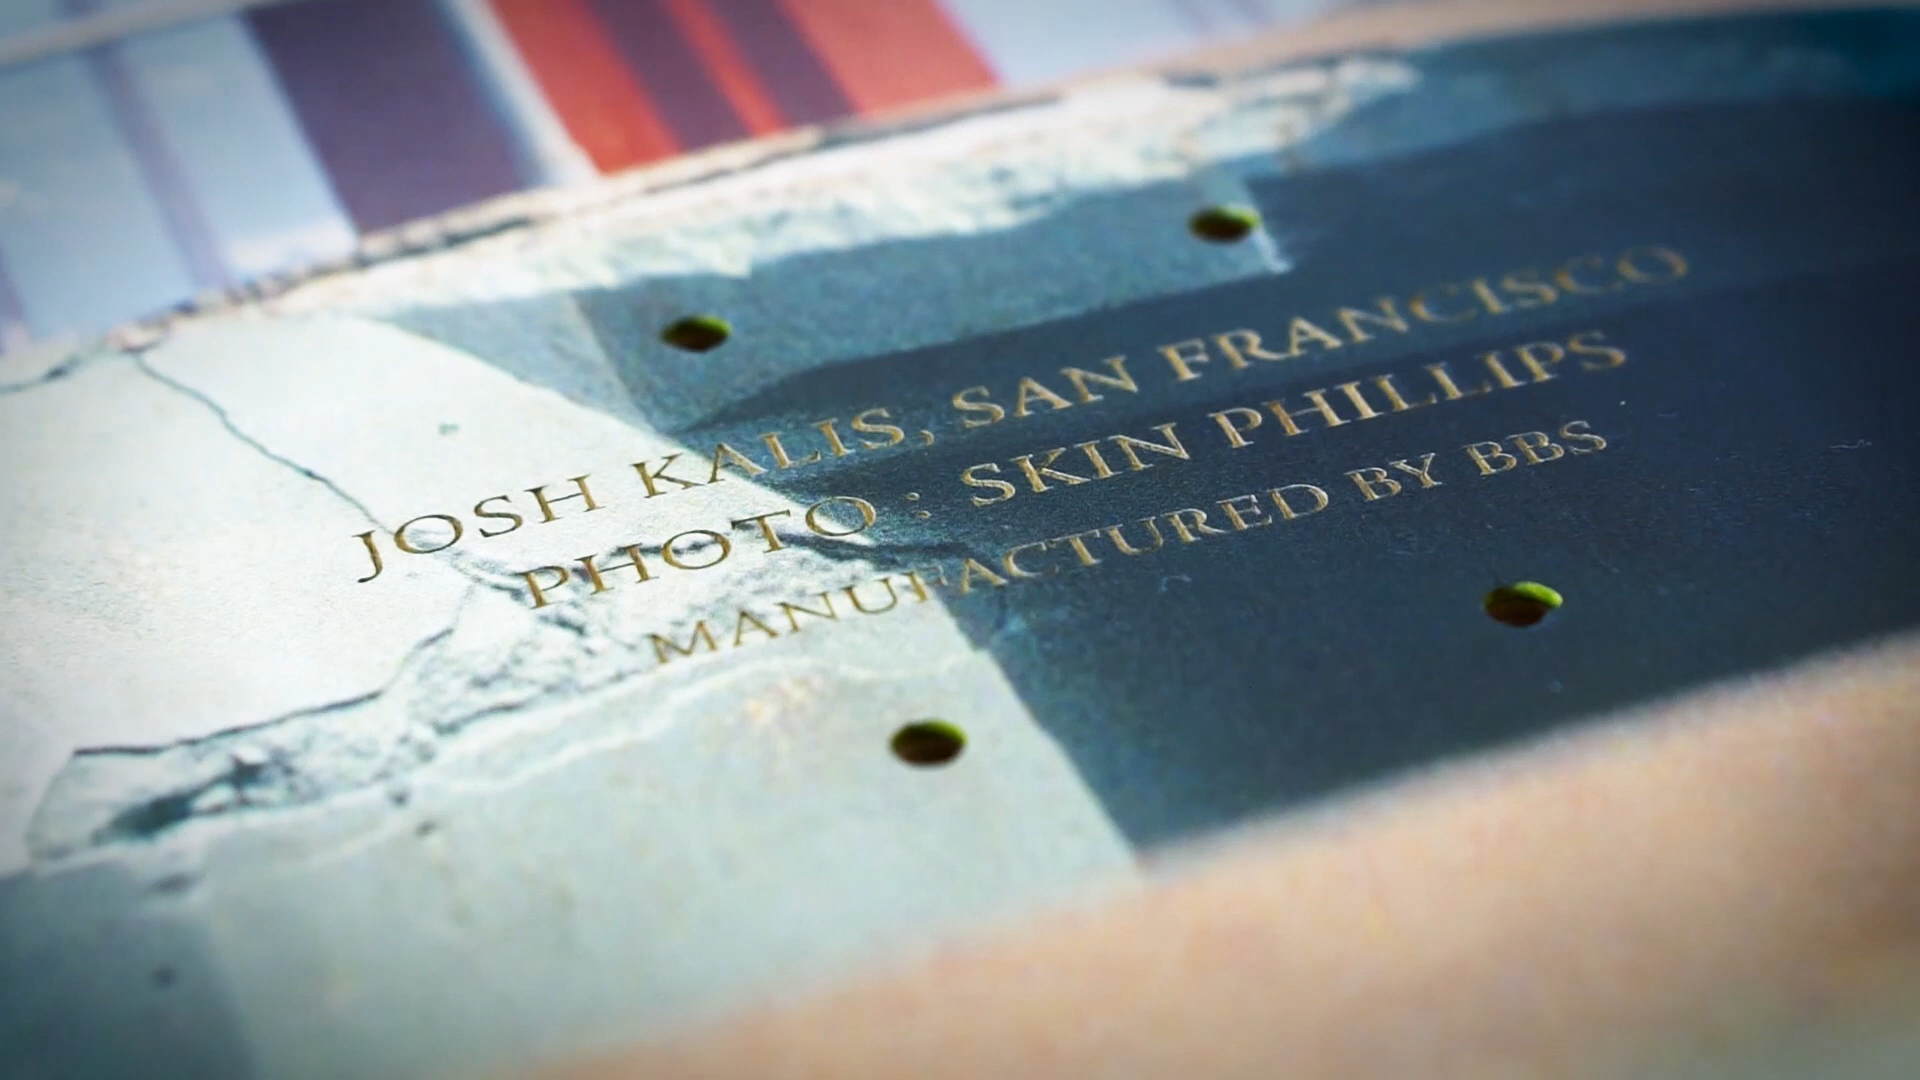 JOSH KALIS, SAN FRANCISCO
PHOTO : SKIN PHILLIPS
MANUFACTURED BY BBS